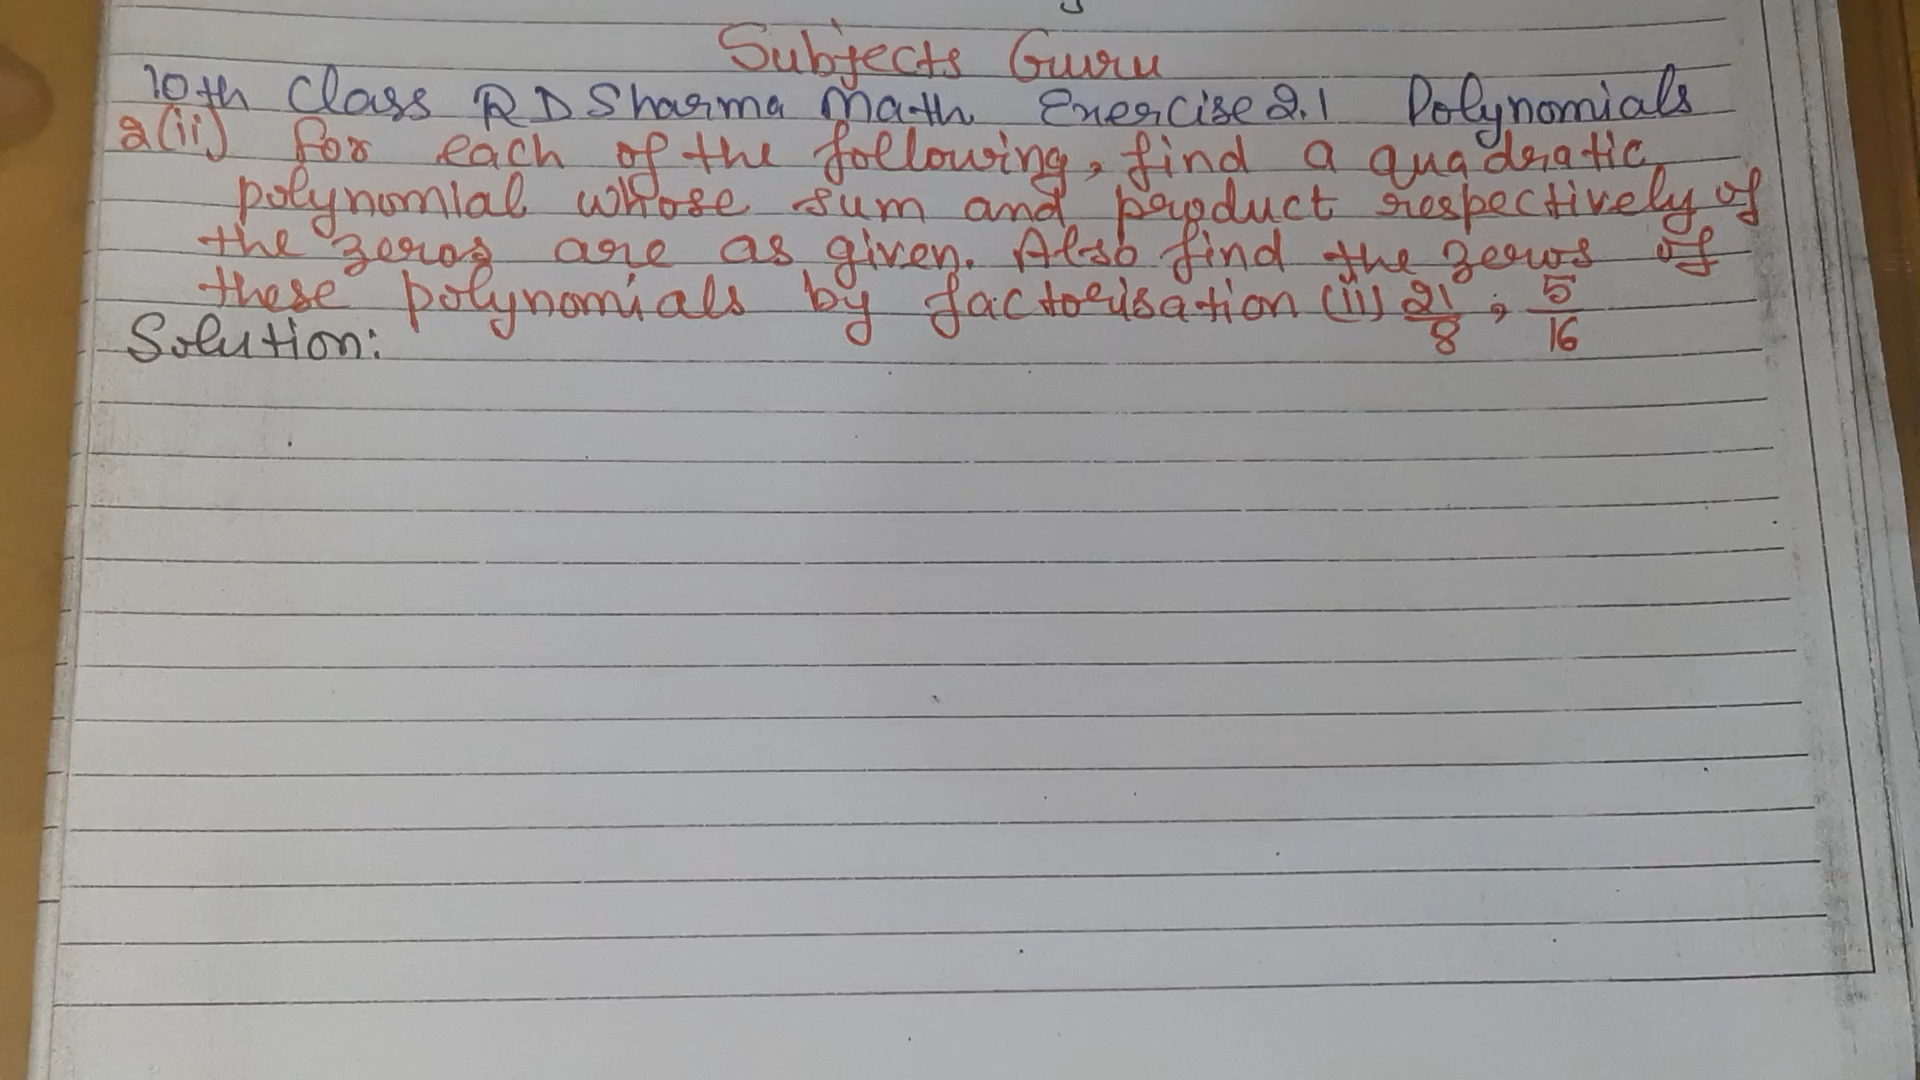 Subjects Guru
10th Class RD Sharma Math Exercise 2.1 Polynomials
2(ii) For each of the following, find a quadratic
polynomial whose sum and product respectively of
the zeros are as given. Also find the zeros of
these polynomials by factorisation (ii) 21/8, 5/16
Solution: